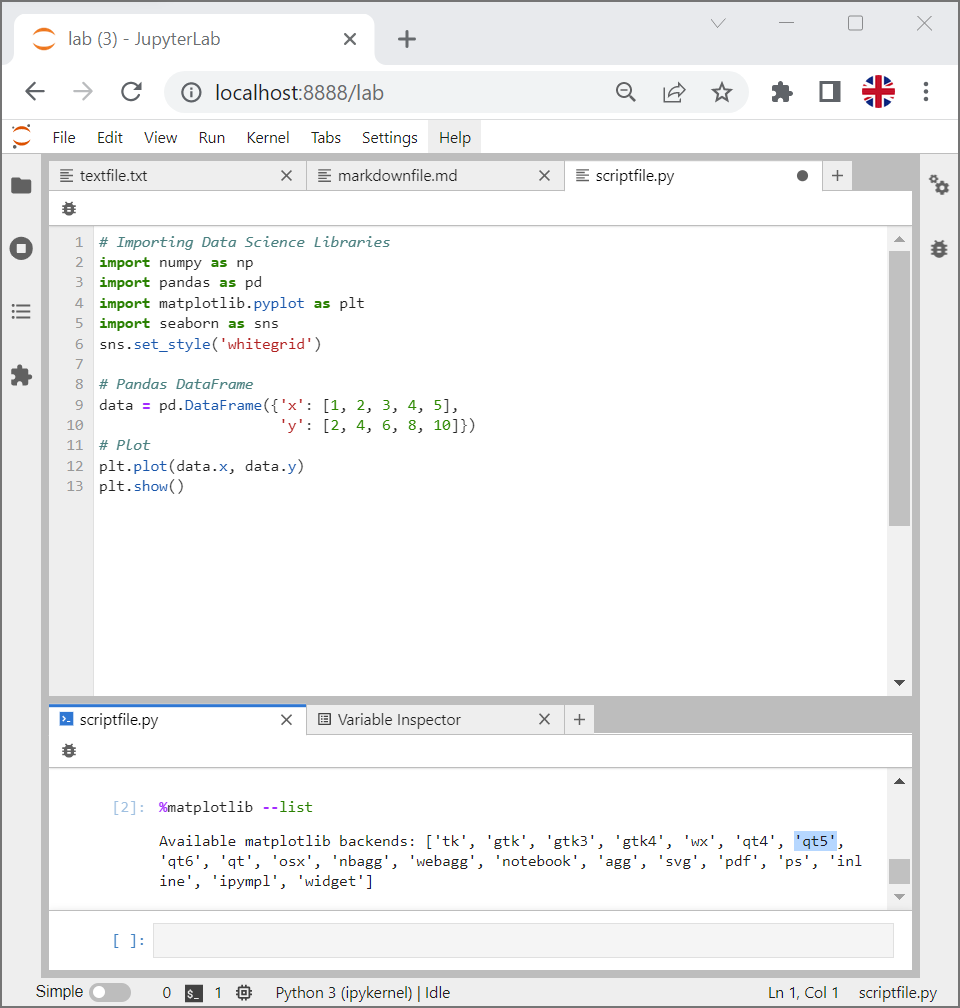 lab (3) - JupyterLab
localhost:8888/lab
File Edit View Run Kernel Tabs Settings Help
textfile.txt markdownfile.md scriptfile.py
1 # Importing Data Science Libraries
2 import numpy as np
3 import pandas as pd
4 import matplotlib.pyplot as plt
5 import seaborn as sns
6 sns.set_style('whitegrid')
7
8 # Pandas DataFrame
9 data = pd.DataFrame({'x': [1, 2, 3, 4, 5],
10 'y': [2, 4, 6, 8, 10]})
11 # Plot
12 plt.plot(data.x, data.y)
13 plt.show()
scriptfile.py Variable Inspector
[2]: %matplotlib --list
Available matplotlib backends: ['tk', 'gtk', 'gtk3', 'gtk4', 'wx', 'qt4', 'qt5',
'qt6', 'qt', 'osx', 'nbagg', 'webagg', 'notebook', 'agg', 'svg', 'pdf', 'ps', 'inl
ine', 'ipympl', 'widget']
[ ]:
Simple 0 $_ 1 Python 3 (ipykernel) | Idle Ln 1, Col 1 scriptfile.py